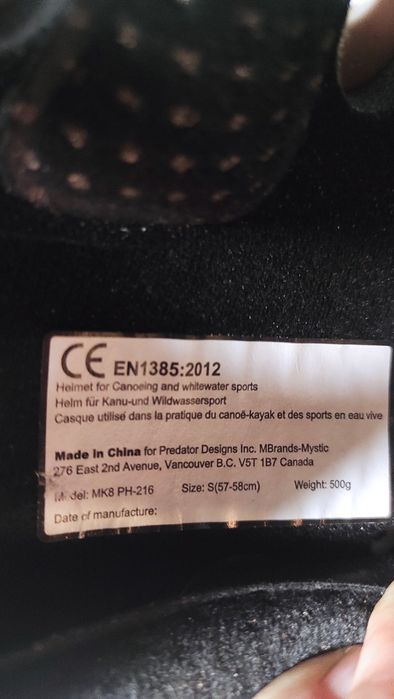 CE EN1385:2012
Helmet for Canoeing and whitewater sports
Helm für Kanu-und Wildwassersport
Casque utilisé dans la pratique du canoë-kayak et des sports en eau vive
Made in China for Predator Designs Inc. MBrands-Mystic
276 East 2nd Avenue, Vancouver B.C. V5T 1B7 Canada
Model: MK8 PH-216 Size: S(57-58cm) Weight: 500g
Date of manufacture: